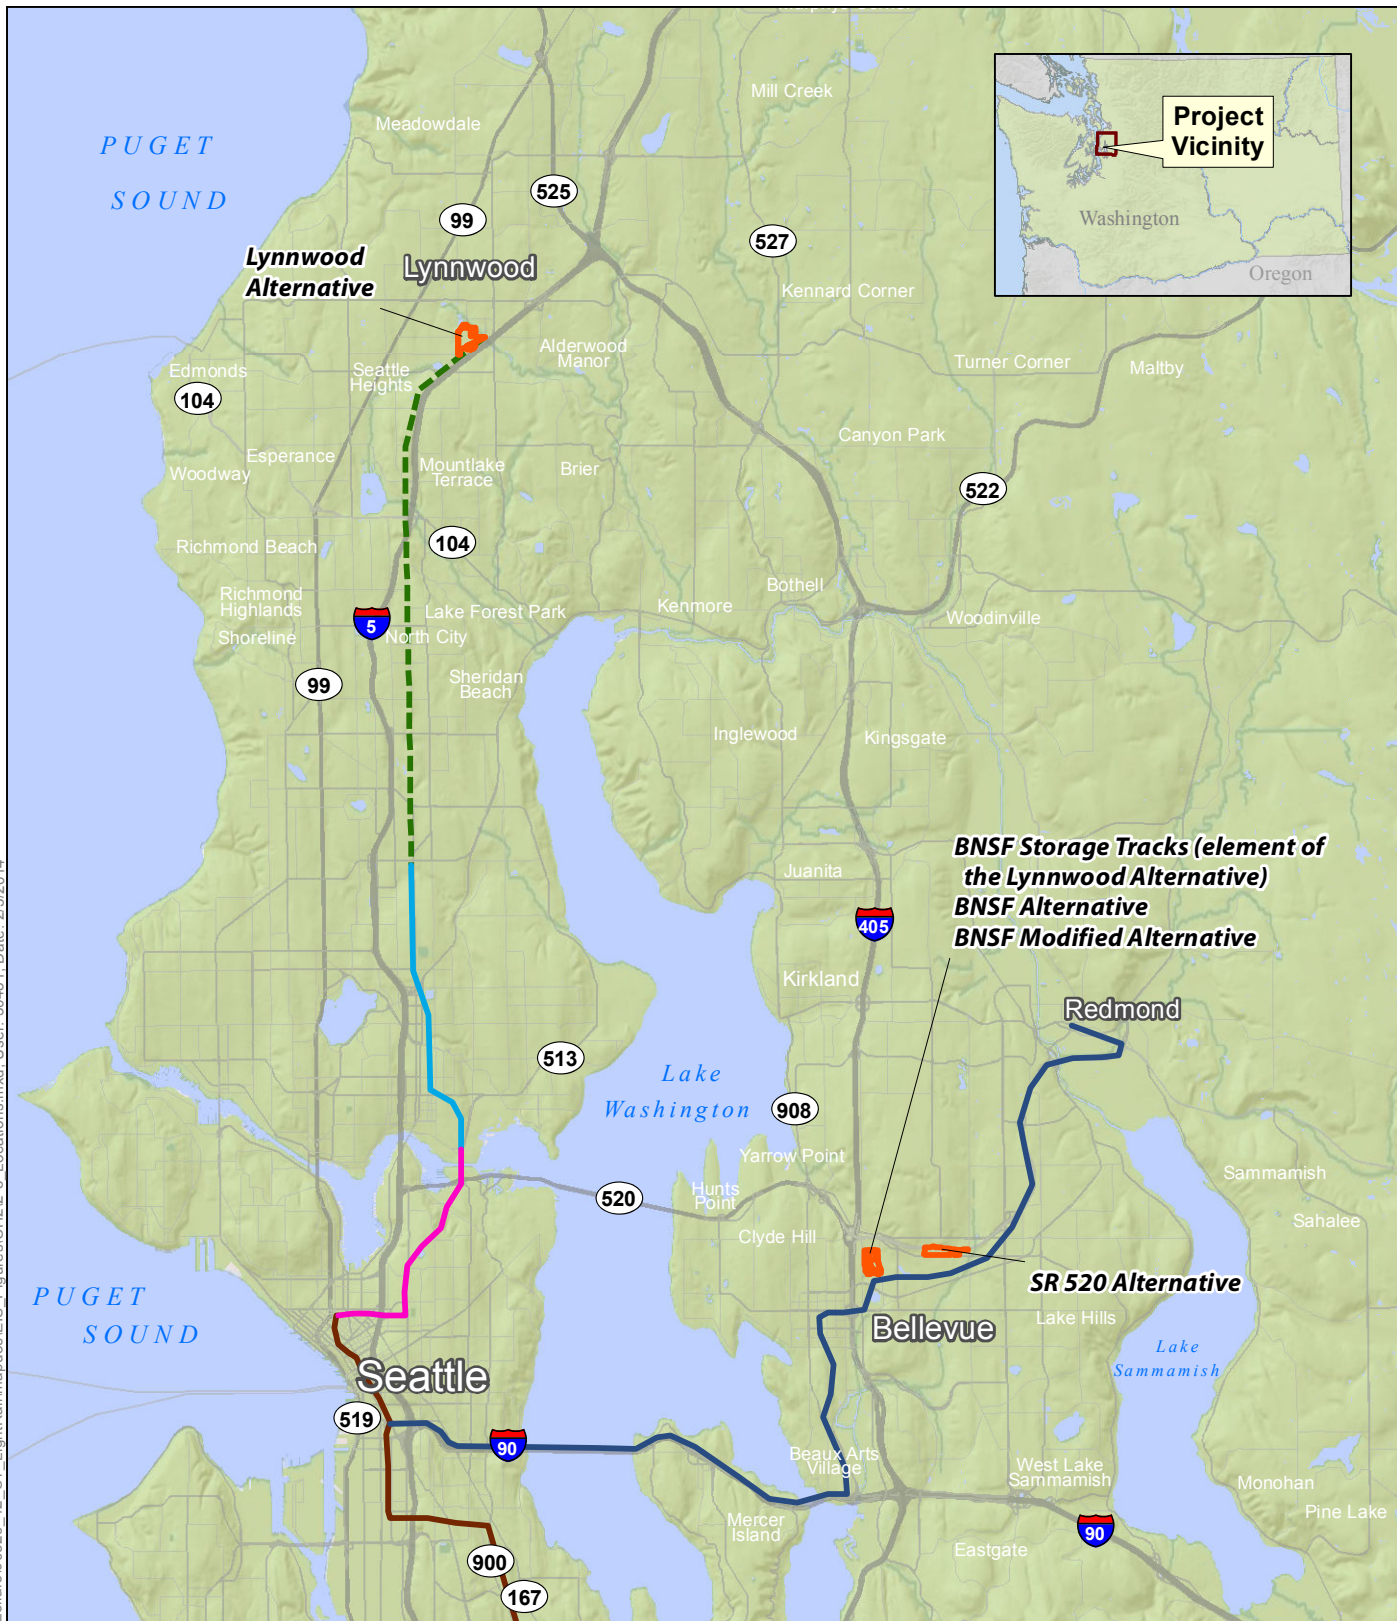 Mill Creek
Meadowdale
PUGET
SOUND
Project
Vicinity
Washington
Oregon
525
99
527
Lynnwood
Alternative
Lynnwood
Kennard Corner
Alderwood
Manor
Turner Corner
Maltby
Edmonds
104
Seattle
Heights
Canyon Park
Esperance
Woodway
Mountlake
Terrace
Brier
522
Richmond Beach
104
Bothell
Richmond
Highlands
Shoreline
5
Lake Forest Park
North City
Kenmore
Woodinville
99
Sheridan
Beach
Inglewood
Kingsgate
BNSF Storage Tracks (element of
the Lynnwood Alternative)
BNSF Alternative
BNSF Modified Alternative
Juanita
405
Kirkland
Redmond
513
Lake
Washington
908
Yarrow Point
Hunts
Point
520
Clyde Hill
Sammamish
Sahalee
SR 520 Alternative
PUGET
SOUND
Bellevue
Lake Hills
Lake
Sammamish
Seattle
519
90
Beaux Arts
Village
West Lake
Sammamish
Monohan
Pine Lake
Mercer
Island
90
Eastgate
900
167